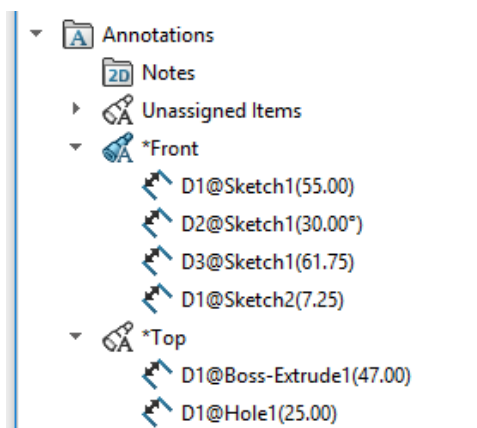 A Annotations
2D Notes
A Unassigned Items
A *Front
D1@Sketch1(55.00)
D2@Sketch1(30.00°)
D3@Sketch1(61.75)
D1@Sketch2(7.25)
A *Top
D1@Boss-Extrude1(47.00)
D1@Hole1(25.00)